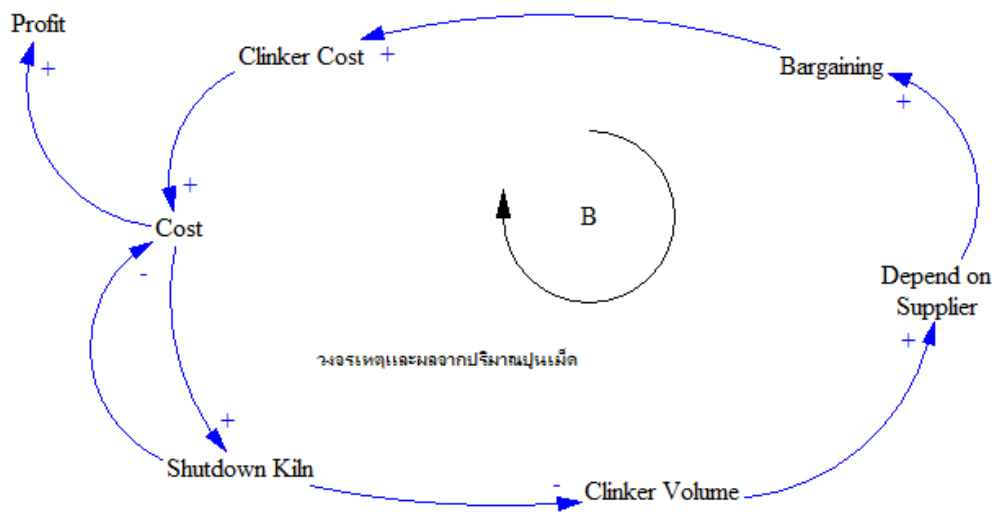 Profit
+
Clinker Cost +
Bargaining
+
+
Cost
-
B
Depend on
Supplier
+
วงจรเหตุและผลจากปริมาณปูนเม็ด
+
Shutdown Kiln
-
Clinker Volume